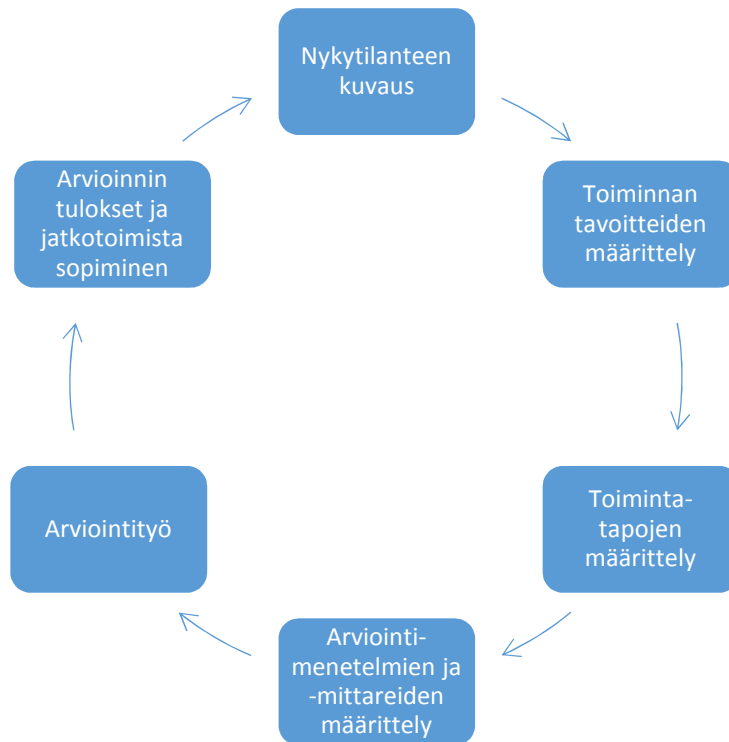 Nykytilanteen
kuvaus
Toiminnan
tavoitteiden
määrittely
Toiminta-
tapojen
määrittely
Arviointi-
menetelmien ja
-mittareiden
määrittely
Arviointityö
Arvioinnin
tulokset ja
jatkotoimista
sopiminen